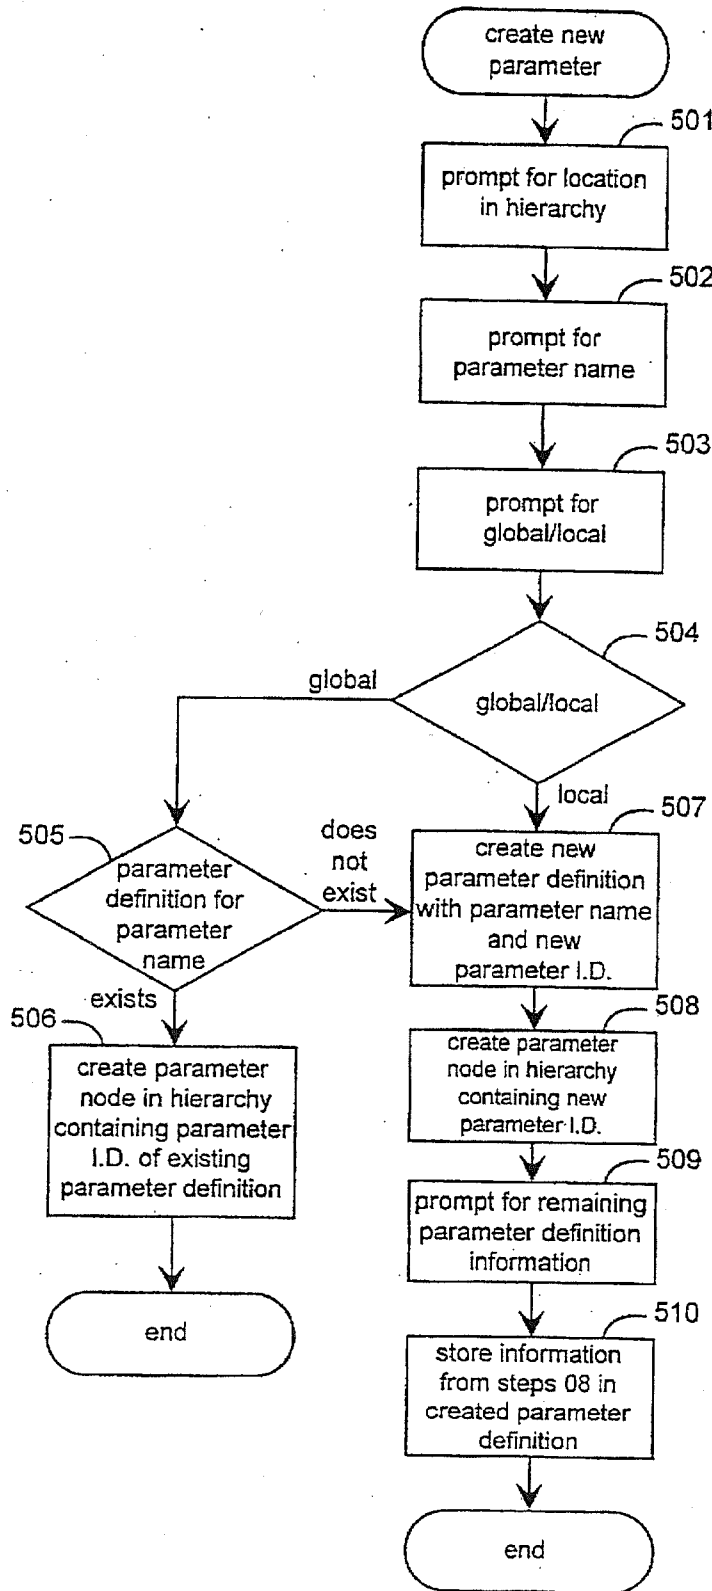 create new
parameter
501
prompt for location
in hierarchy
502
prompt for
parameter name
503
prompt for
global/local
504
global/local
global
local
505
parameter
definition for
parameter
name
does
not
exist
exists
506
create parameter
node in hierarchy
containing parameter
I.D. of existing
parameter definition
end
507
create new
parameter definition
with parameter name
and new
parameter I.D.
508
create parameter
node in hierarchy
containing new
parameter I.D.
509
prompt for remaining
parameter definition
information
510
store information
from steps 08 in
created parameter
definition
end